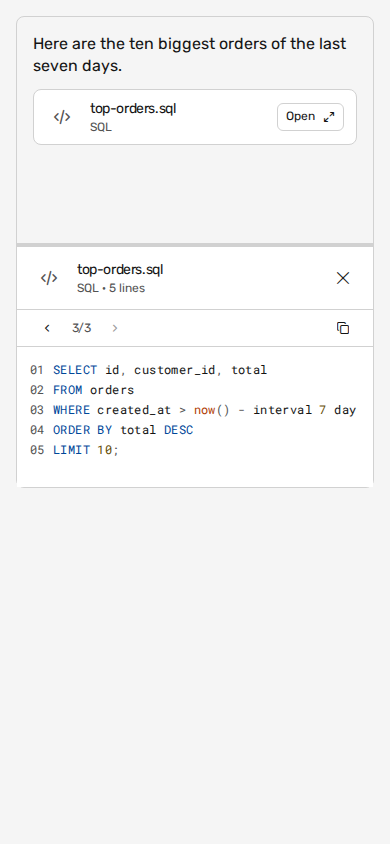 Here are the ten biggest orders of the last
seven days.
</> top-orders.sql
SQL
Open
</> top-orders.sql
SQL • 5 lines
3/3
01 SELECT id, customer_id, total
02 FROM orders
03 WHERE created_at > now() - interval 7 day
04 ORDER BY total DESC
05 LIMIT 10;